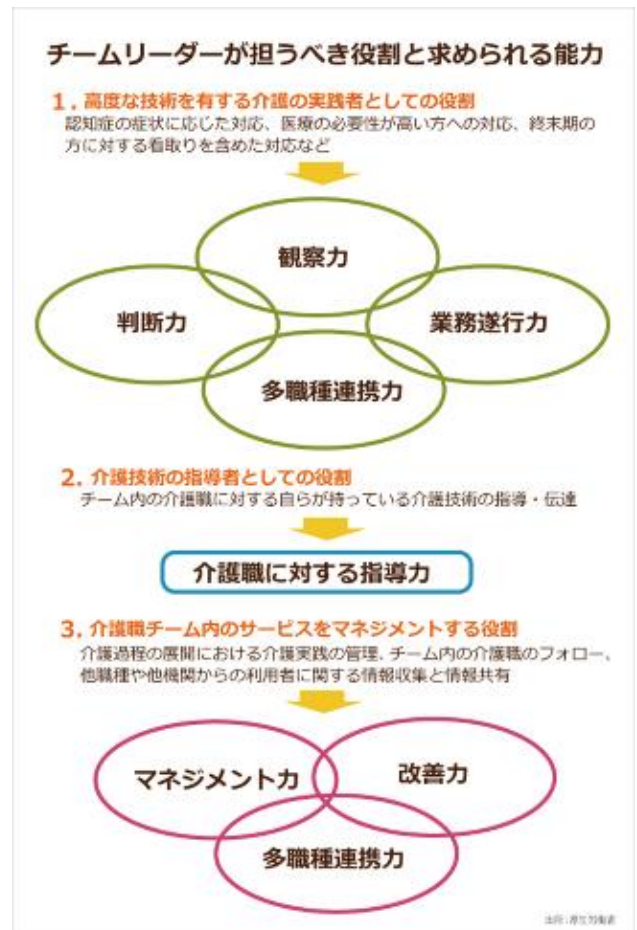 チームリーダーが担うべき役割と求められる能力
1. 高度な技術を有する介護の実践者としての役割
認知症の症状に応じた対応、医療の必要性が高い方への対応、終末期の
方に対する看取りを含めた対応など
観察力
判断力
業務遂行力
多職種連携力
2. 介護技術の指導者としての役割
チーム内の介護職に対する自らが持っている介護技術の指導・伝達
介護職に対する指導力
3. 介護職チーム内のサービスをマネジメントする役割
介護過程の展開における介護実践の管理、チーム内の介護職のフォロー、
他職種や他機関からの利用者に関する情報収集と情報共有
マネジメント力
改善力
多職種連携力
出所:厚生労働省